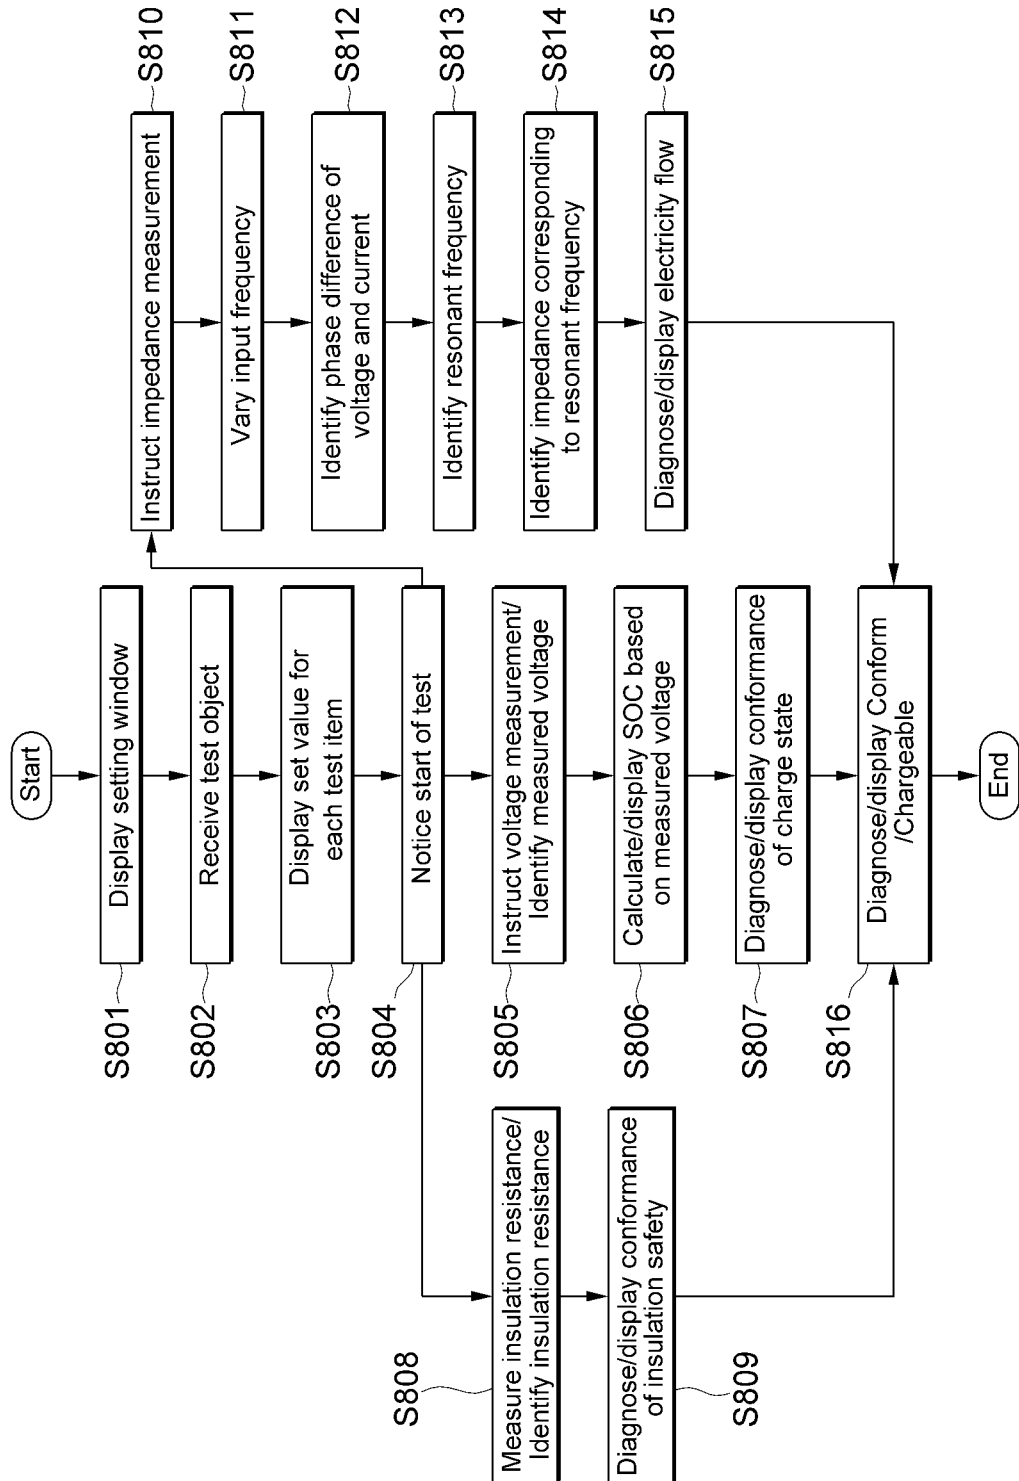 Start
S801
Display setting window
S802
Receive test object
S803
Display set value for
each test item
S804
Notice start of test
S805
Instruct voltage measurement/
Identify measured voltage
S806
Calculate/display SOC based
on measured voltage
S807
Diagnose/display conformance
of charge state
S808
Measure insulation resistance/
Identify insulation resistance
S809
Diagnose/display conformance
of insulation safety
S810
Instruct impedance measurement
S811
Vary input frequency
S812
Identify phase difference of
voltage and current
S813
Identify resonant frequency
S814
Identify impedance corresponding
to resonant frequency
S815
Diagnose/display electricity flow
S816
Diagnose/display Conform
/Chargeable
End